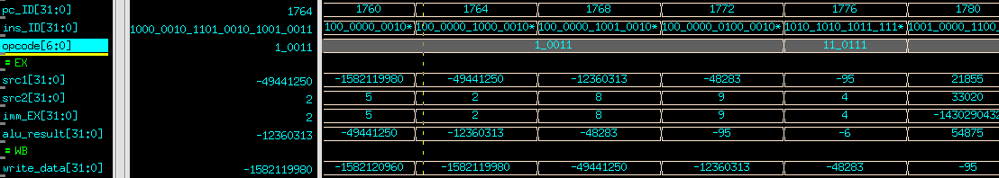 pc_ID[31:0] 1764 1760 1764 1768 1772 1776 1780
ins_ID[31:0] 1000_0010_1101_0010_1001_0011 100_0000_0010* 100_0000_1000_0010* 100_0000_1001_0010* 100_0000_0100_0010* 1010_1010_1011_111* 1001_0000_1100_
opcode[6:0] 1_0011 1_0011 11_0111
= EX
src1[31:0] -49441250 -1582119980 -49441250 -12360313 -48283 -95 21855
src2[31:0] 2 5 2 8 9 4 33020
imm_EX[31:0] 2 5 2 8 9 4 -1430290432
alu_result[31:0] -12360313 -49441250 -12360313 -48283 -95 -6 54875
= WB
write_data[31:0] -1582119980 -1582120960 -1582119980 -49441250 -12360313 -48283 -95